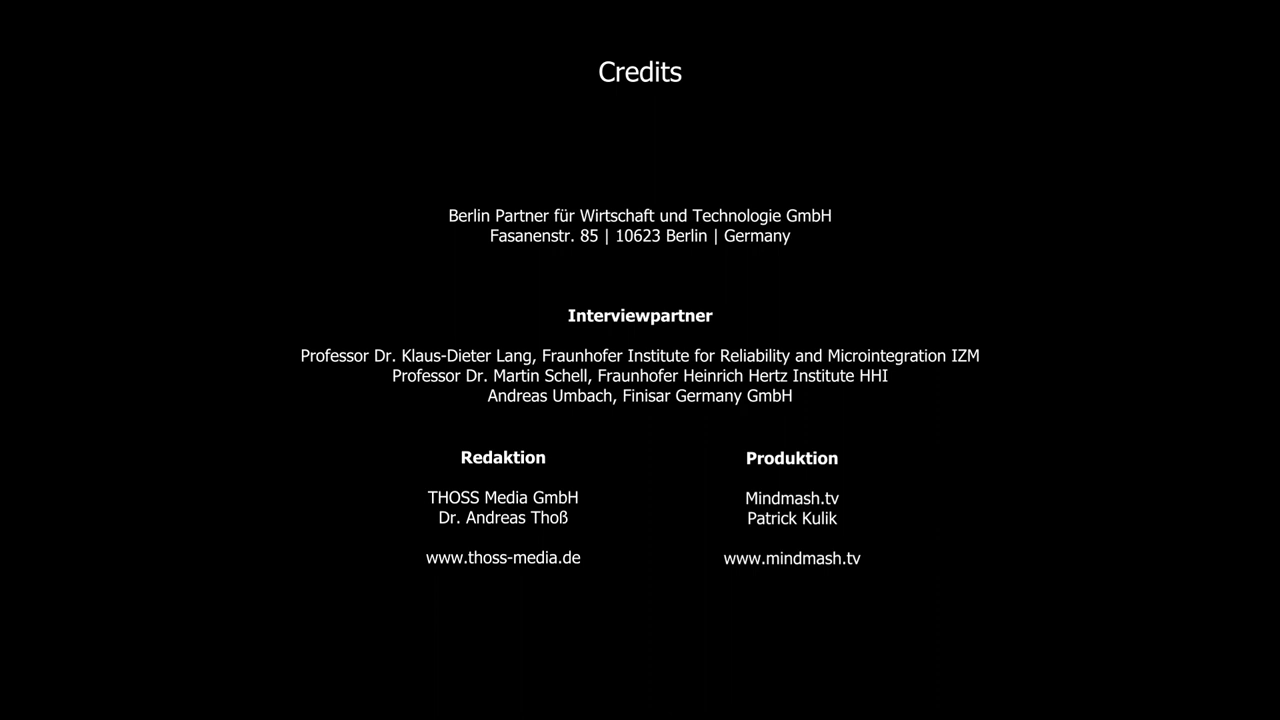 Credits
Berlin Partner für Wirtschaft und Technologie GmbH
Fasanenstr. 85 | 10623 Berlin | Germany
Interviewpartner
Professor Dr. Klaus-Dieter Lang, Fraunhofer Institute for Reliability and Microintegration IZM
Professor Dr. Martin Schell, Fraunhofer Heinrich Hertz Institute HHI
Andreas Umbach, Finisar Germany GmbH
Redaktion
THOSS Media GmbH
Dr. Andreas Thoß
www.thoss-media.de
Produktion
Mindmash.tv
Patrick Kulik
www.mindmash.tv